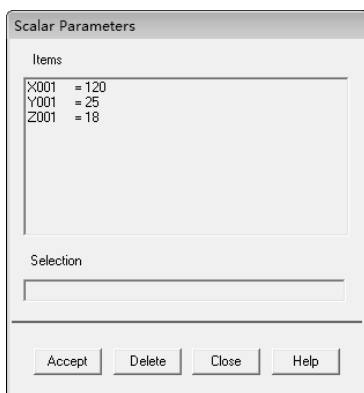 Scalar Parameters
Items
X001 = 120
Y001 = 25
Z001 = 18
Selection
Accept Delete Close Help